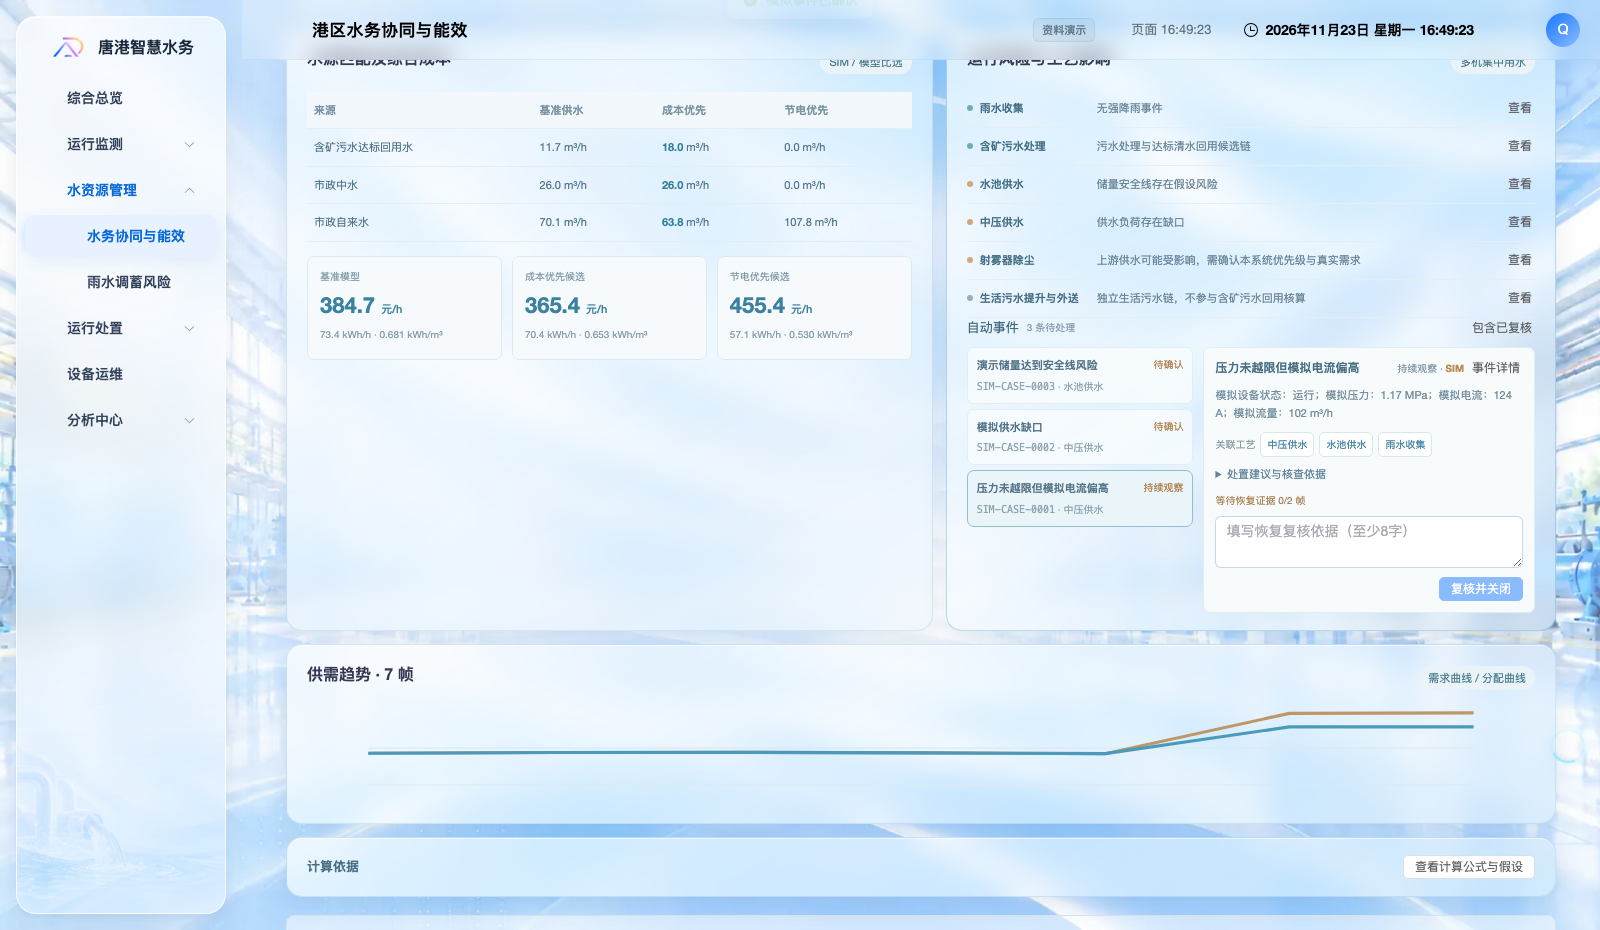 模拟事件已确认
唐港智慧水务
港区水务协同与能效
资料演示
页面 16:49:23
2026年11月23日 星期一 16:49:23
Q
综合总览
运行监测
水资源管理
水务协同与能效
雨水调蓄风险
运行处置
设备运维
分析中心
水源匹配及综合成本
SIM / 模型比选
来源 基准供水 成本优先 节电优先
含矿污水达标回用水 11.7 m³/h 18.0 m³/h 0.0 m³/h
市政中水 26.0 m³/h 26.0 m³/h 0.0 m³/h
市政自来水 70.1 m³/h 63.8 m³/h 107.8 m³/h
基准模型
384.7 元/h
73.4 kWh/h · 0.681 kWh/m³
成本优先候选
365.4 元/h
70.4 kWh/h · 0.653 kWh/m³
节电优先候选
455.4 元/h
57.1 kWh/h · 0.530 kWh/m³
运行风险与工艺影响
多机集中用水
雨水收集 无强降雨事件 查看
含矿污水处理 污水处理与达标清水回用候选链 查看
水池供水 储量安全线存在假设风险 查看
中压供水 供水负荷存在缺口 查看
射雾器除尘 上游供水可能受影响，需确认本系统优先级与真实需求 查看
生活污水提升与外送 独立生活污水链，不参与含矿污水回用核算 查看
自动事件 3 条待处理
包含已复核
演示储量达到安全线风险 待确认
SIM-CASE-0003 · 水池供水
模拟供水缺口 待确认
SIM-CASE-0002 · 中压供水
压力未越限但模拟电流偏高 持续观察
SIM-CASE-0001 · 中压供水
压力未越限但模拟电流偏高 持续观察 · SIM 事件详情
模拟设备状态：运行；模拟压力：1.17 MPa；模拟电流：124
A；模拟流量：102 m³/h
关联工艺 中压供水 水池供水 雨水收集
处置建议与核查依据
等待恢复证据 0/2 帧
填写恢复复核依据（至少8字）
复核并关闭
供需趋势 · 7 帧
需求曲线 / 分配曲线
计算依据
查看计算公式与假设